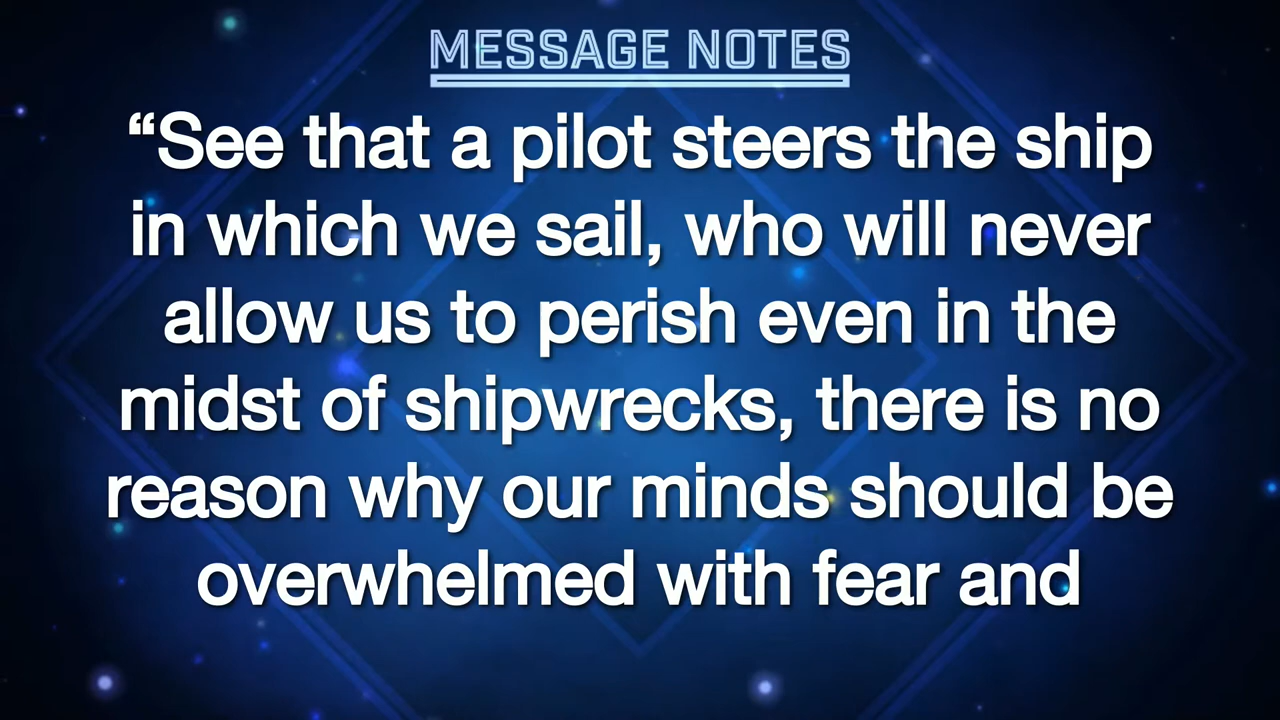 MESSAGE NOTES
“See that a pilot steers the ship
in which we sail, who will never
allow us to perish even in the
midst of shipwrecks, there is no
reason why our minds should be
overwhelmed with fear and